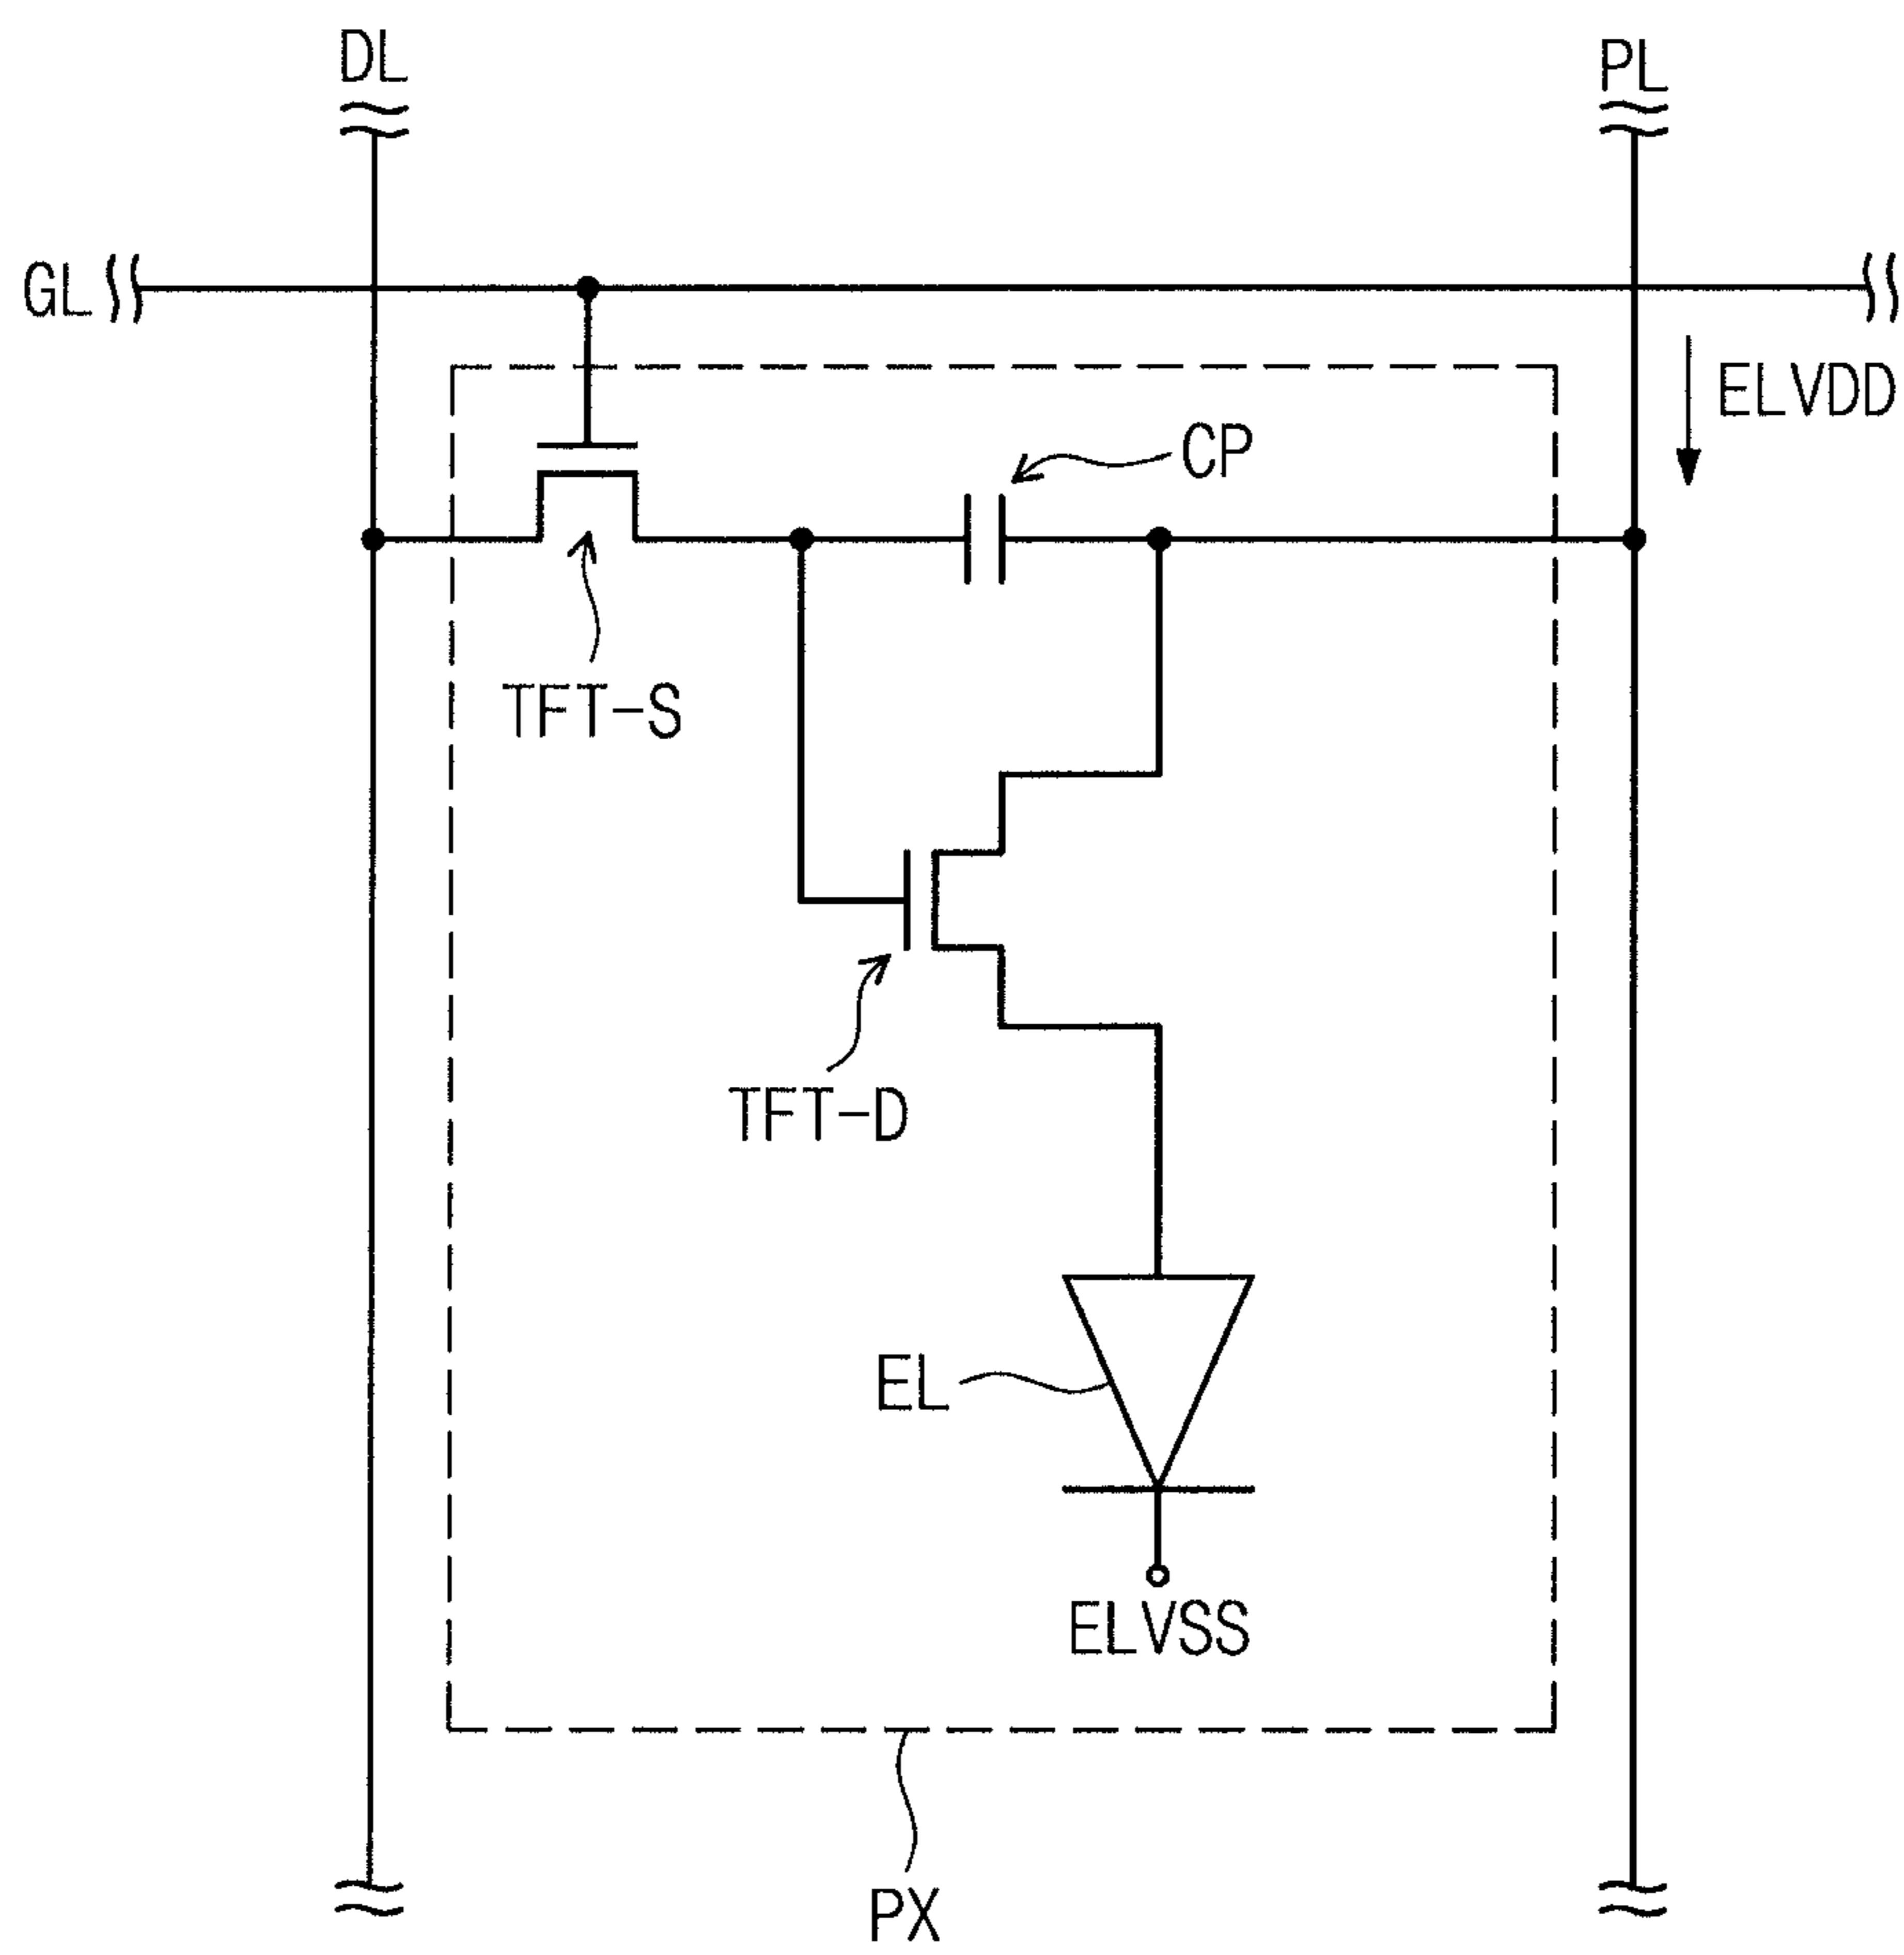 DL
PL
GL
ELVDD
CP
TFT-S
TFT-D
EL
ELVSS
PX